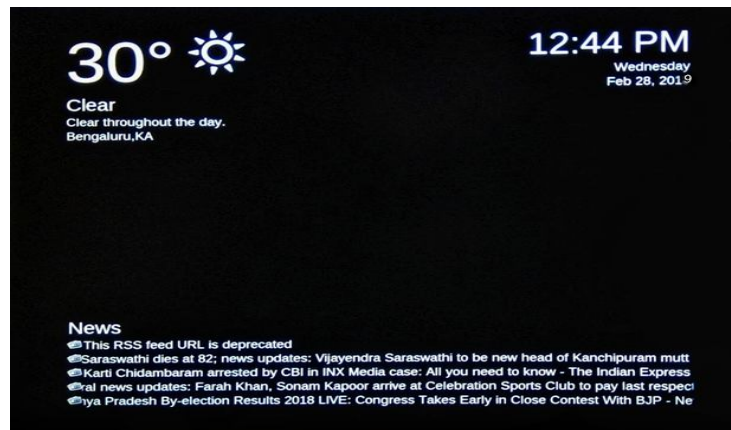 30°
12:44 PM
Wednesday
Feb 28, 2019
Clear
Clear throughout the day.
Bengaluru,KA
News
This RSS feed URL is deprecated
Saraswathi dies at 82; news updates: Vijayendra Saraswathi to be new head of Kanchipuram mutt
Karti Chidambaram arrested by CBI in INX Media case: All you need to know - The Indian Express
ral news updates: Farah Khan, Sonam Kapoor arrive at Celebration Sports Club to pay last respec
ya Pradesh By-election Results 2018 LIVE: Congress Takes Early in Close Contest With BJP - Ne